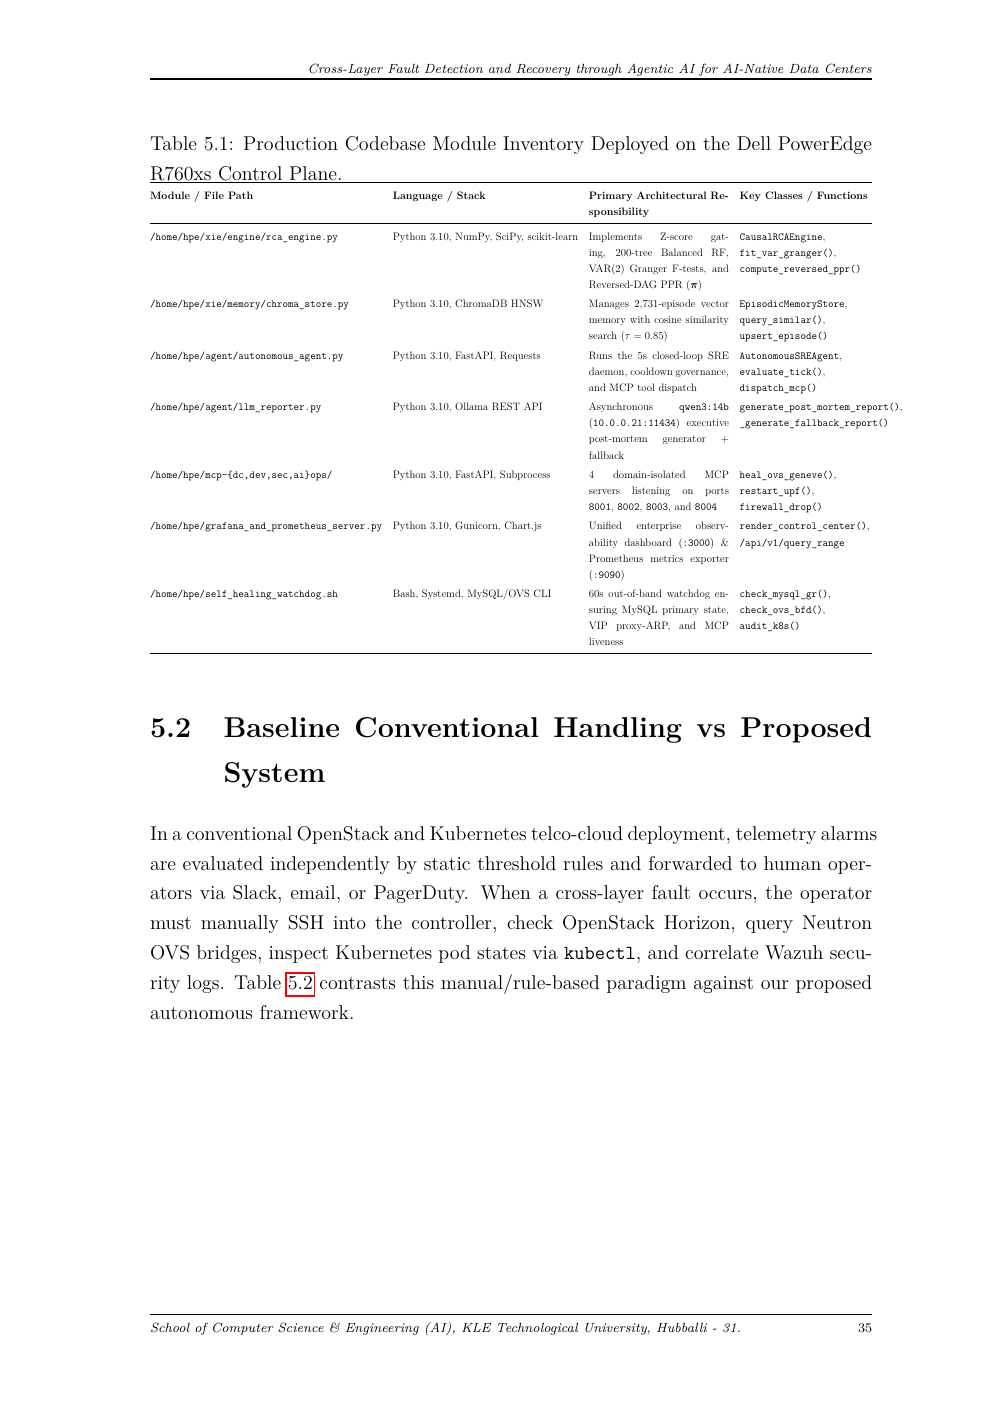 Cross-Layer Fault Detection and Recovery through Agentic AI for AI-Native Data Centers
Table 5.1: Production Codebase Module Inventory Deployed on the Dell PowerEdge
R760xs Control Plane.
Module / File Path Language / Stack Primary Architectural Re- Key Classes / Functions
sponsibility
/home/hpe/xie/engine/rca_engine.py Python 3.10, NumPy, SciPy, scikit-learn Implements Z-score gat- CausalRCAEngine,
ing, 200-tree Balanced RF, fit_var_granger(),
VAR(2) Granger F-tests, and compute_reversed_ppr()
Reversed-DAG PPR (π)
/home/hpe/xie/memory/chroma_store.py Python 3.10, ChromaDB HNSW Manages 2,731-episode vector EpisodicMemoryStore,
memory with cosine similarity query_similar(),
search (τ = 0.85) upsert_episode()
/home/hpe/agent/autonomous_agent.py Python 3.10, FastAPI, Requests Runs the 5s closed-loop SRE AutonomousSREAgent,
daemon, cooldown governance, evaluate_tick(),
and MCP tool dispatch dispatch_mcp()
/home/hpe/agent/llm_reporter.py Python 3.10, Ollama REST API Asynchronous qwen3:14b generate_post_mortem_report(),
(10.0.0.21:11434) executive _generate_fallback_report()
post-mortem generator +
fallback
/home/hpe/mcp-{dc,dev,sec,ai}ops/ Python 3.10, FastAPI, Subprocess 4 domain-isolated MCP heal_ovs_geneve(),
servers listening on ports restart_upf(),
8001, 8002, 8003, and 8004 firewall_drop()
/home/hpe/grafana_and_prometheus_server.py Python 3.10, Gunicorn, Chart.js Unified enterprise observ- render_control_center(),
ability dashboard (:3000) & /api/v1/query_range
Prometheus metrics exporter
(:9090)
/home/hpe/self_healing_watchdog.sh Bash, Systemd, MySQL/OVS CLI 60s out-of-band watchdog en- check_mysql_gr(),
suring MySQL primary state, check_ovs_bfd(),
VIP proxy-ARP, and MCP audit_k8s()
liveness
5.2 Baseline Conventional Handling vs Proposed
System
In a conventional OpenStack and Kubernetes telco-cloud deployment, telemetry alarms
are evaluated independently by static threshold rules and forwarded to human oper-
ators via Slack, email, or PagerDuty. When a cross-layer fault occurs, the operator
must manually SSH into the controller, check OpenStack Horizon, query Neutron
OVS bridges, inspect Kubernetes pod states via kubectl, and correlate Wazuh secu-
rity logs. Table 5.2 contrasts this manual/rule-based paradigm against our proposed
autonomous framework.
School of Computer Science & Engineering (AI), KLE Technological University, Hubballi - 31. 35